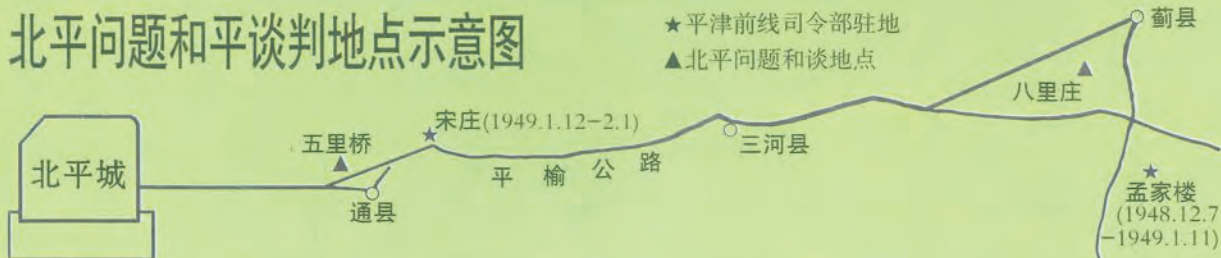 北平问题和平谈判地点示意图
★平津前线司令部驻地
▲北平问题和谈地点
蓟县
八里庄
宋庄(1949.1.12-2.1)
五里桥
三河县
北平城
平榆公路
通县
孟家楼
(1948.12.7
-1949.1.11)